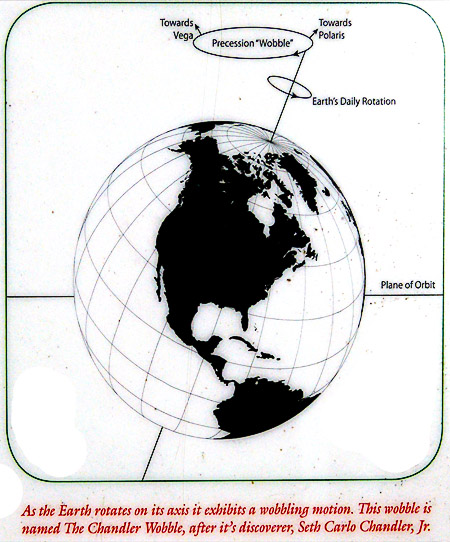 Towards
Vega
Towards
Polaris
Precession "Wobble"
Earth's Daily Rotation
Plane of Orbit
As the Earth rotates on its axis it exhibits a wobbling motion. This wobble is
named The Chandler Wobble, after it's discoverer, Seth Carlo Chandler, Jr.